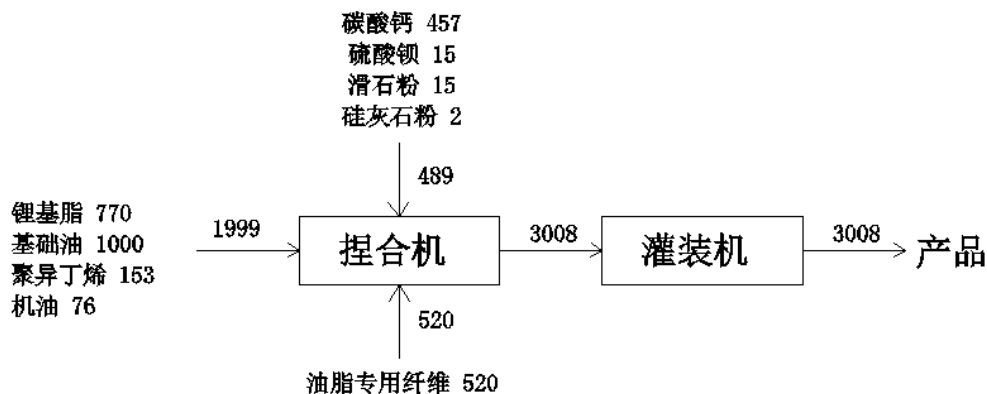 碳酸钙 457
硫酸钡 15
滑石粉 15
硅灰石粉 2
489
锂基脂 770
基础油 1000
聚异丁烯 153
机油 76
1999
捏合机
3008
灌装机
3008
产品
520
油脂专用纤维 520